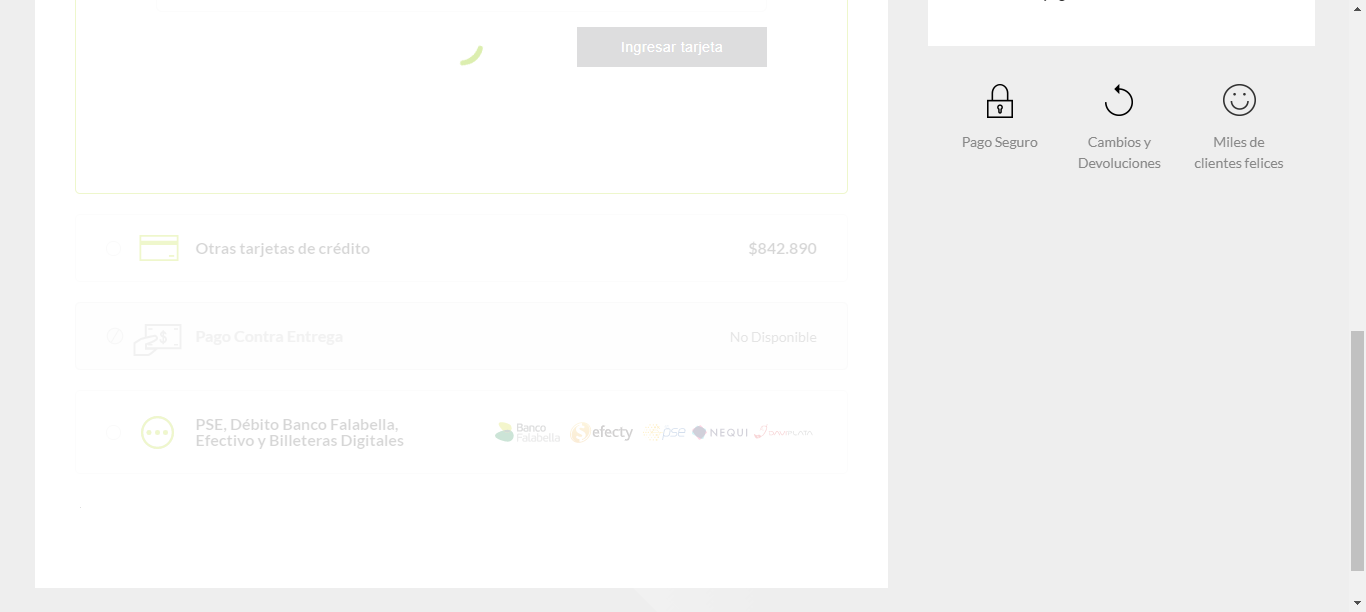 Ingresar tarjeta
Pago Seguro
Cambios y
Devoluciones
Miles de
clientes felices
Otras tarjetas de crédito
$842.890
Pago Contra Entrega
No Disponible
PSE, Débito Banco Falabella,
Efectivo y Billeteras Digitales
Banco
Falabella
efecty
pse
NEQUI
DAVIPLATA